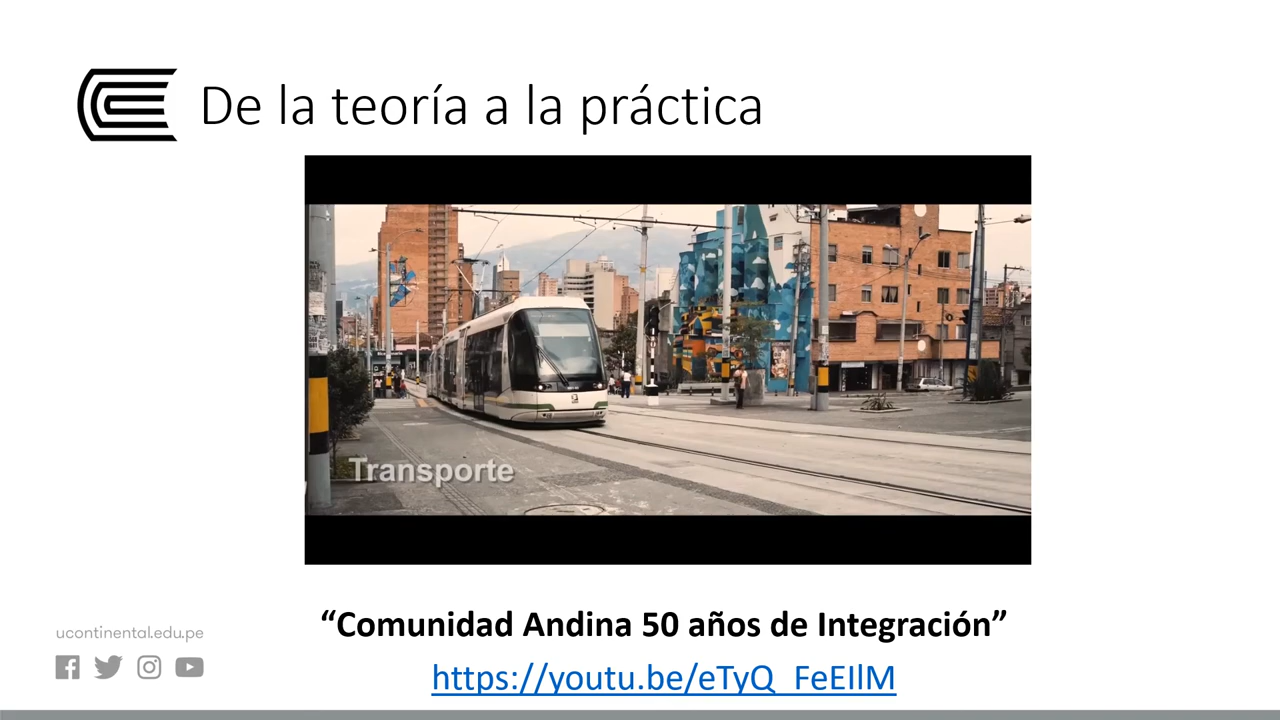 De la teoría a la práctica
Transporte
“Comunidad Andina 50 años de Integración”
ucontinental.edu.pe
https://youtu.be/eTyQ_FeEIlM